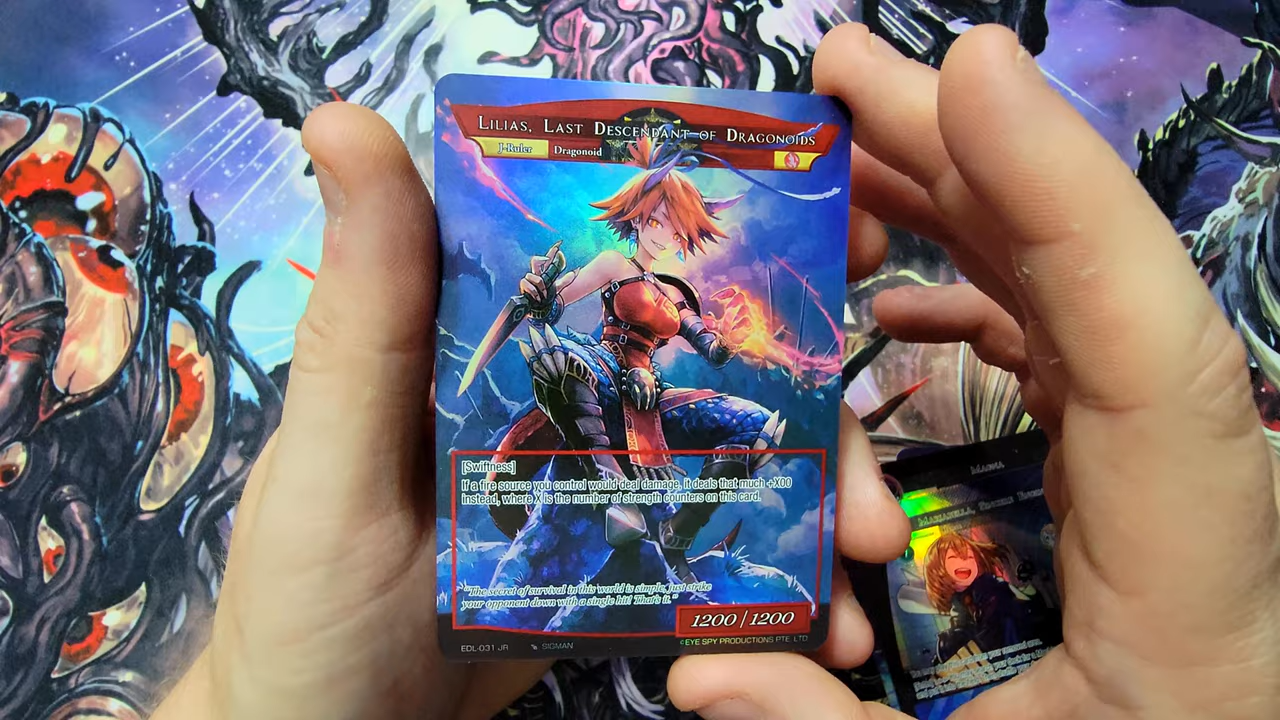 LILIAS, LAST DESCENDANT OF DRAGONOIDS
J-Ruler Dragonoid
[Swiftness]
If a fire source you control would deal damage, it deals that much +X00
instead, where X is the number of strength counters on this card.
"The secret of survival in this world is simple, just strike
your opponent down with a single hit! That's it."
1200 / 1200
EDL-031 JR SIGMAN ©EYE SPY PRODUCTIONS PTE. LTD.
MAGNA
MARIABELLA,